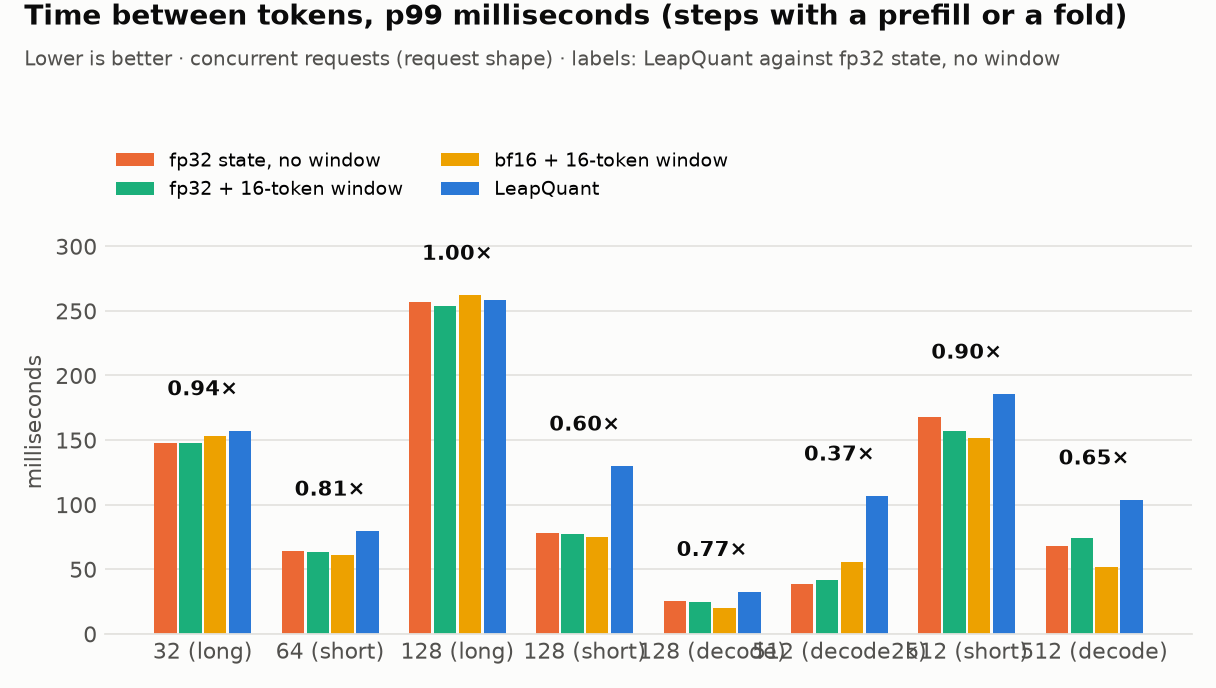 Time between tokens, p99 milliseconds (steps with a prefill or a fold)
Lower is better · concurrent requests (request shape) · labels: LeapQuant against fp32 state, no window
fp32 state, no window
bf16 + 16-token window
fp32 + 16-token window
LeapQuant
300
250
200
150
100
50
0
milliseconds
0.94×
0.81×
1.00×
0.60×
0.77×
0.37×
0.90×
0.65×
32 (long)
64 (short)
128 (long)
128 (short)
128 (decode)
512 (decode2k)
512 (short)
512 (decode)